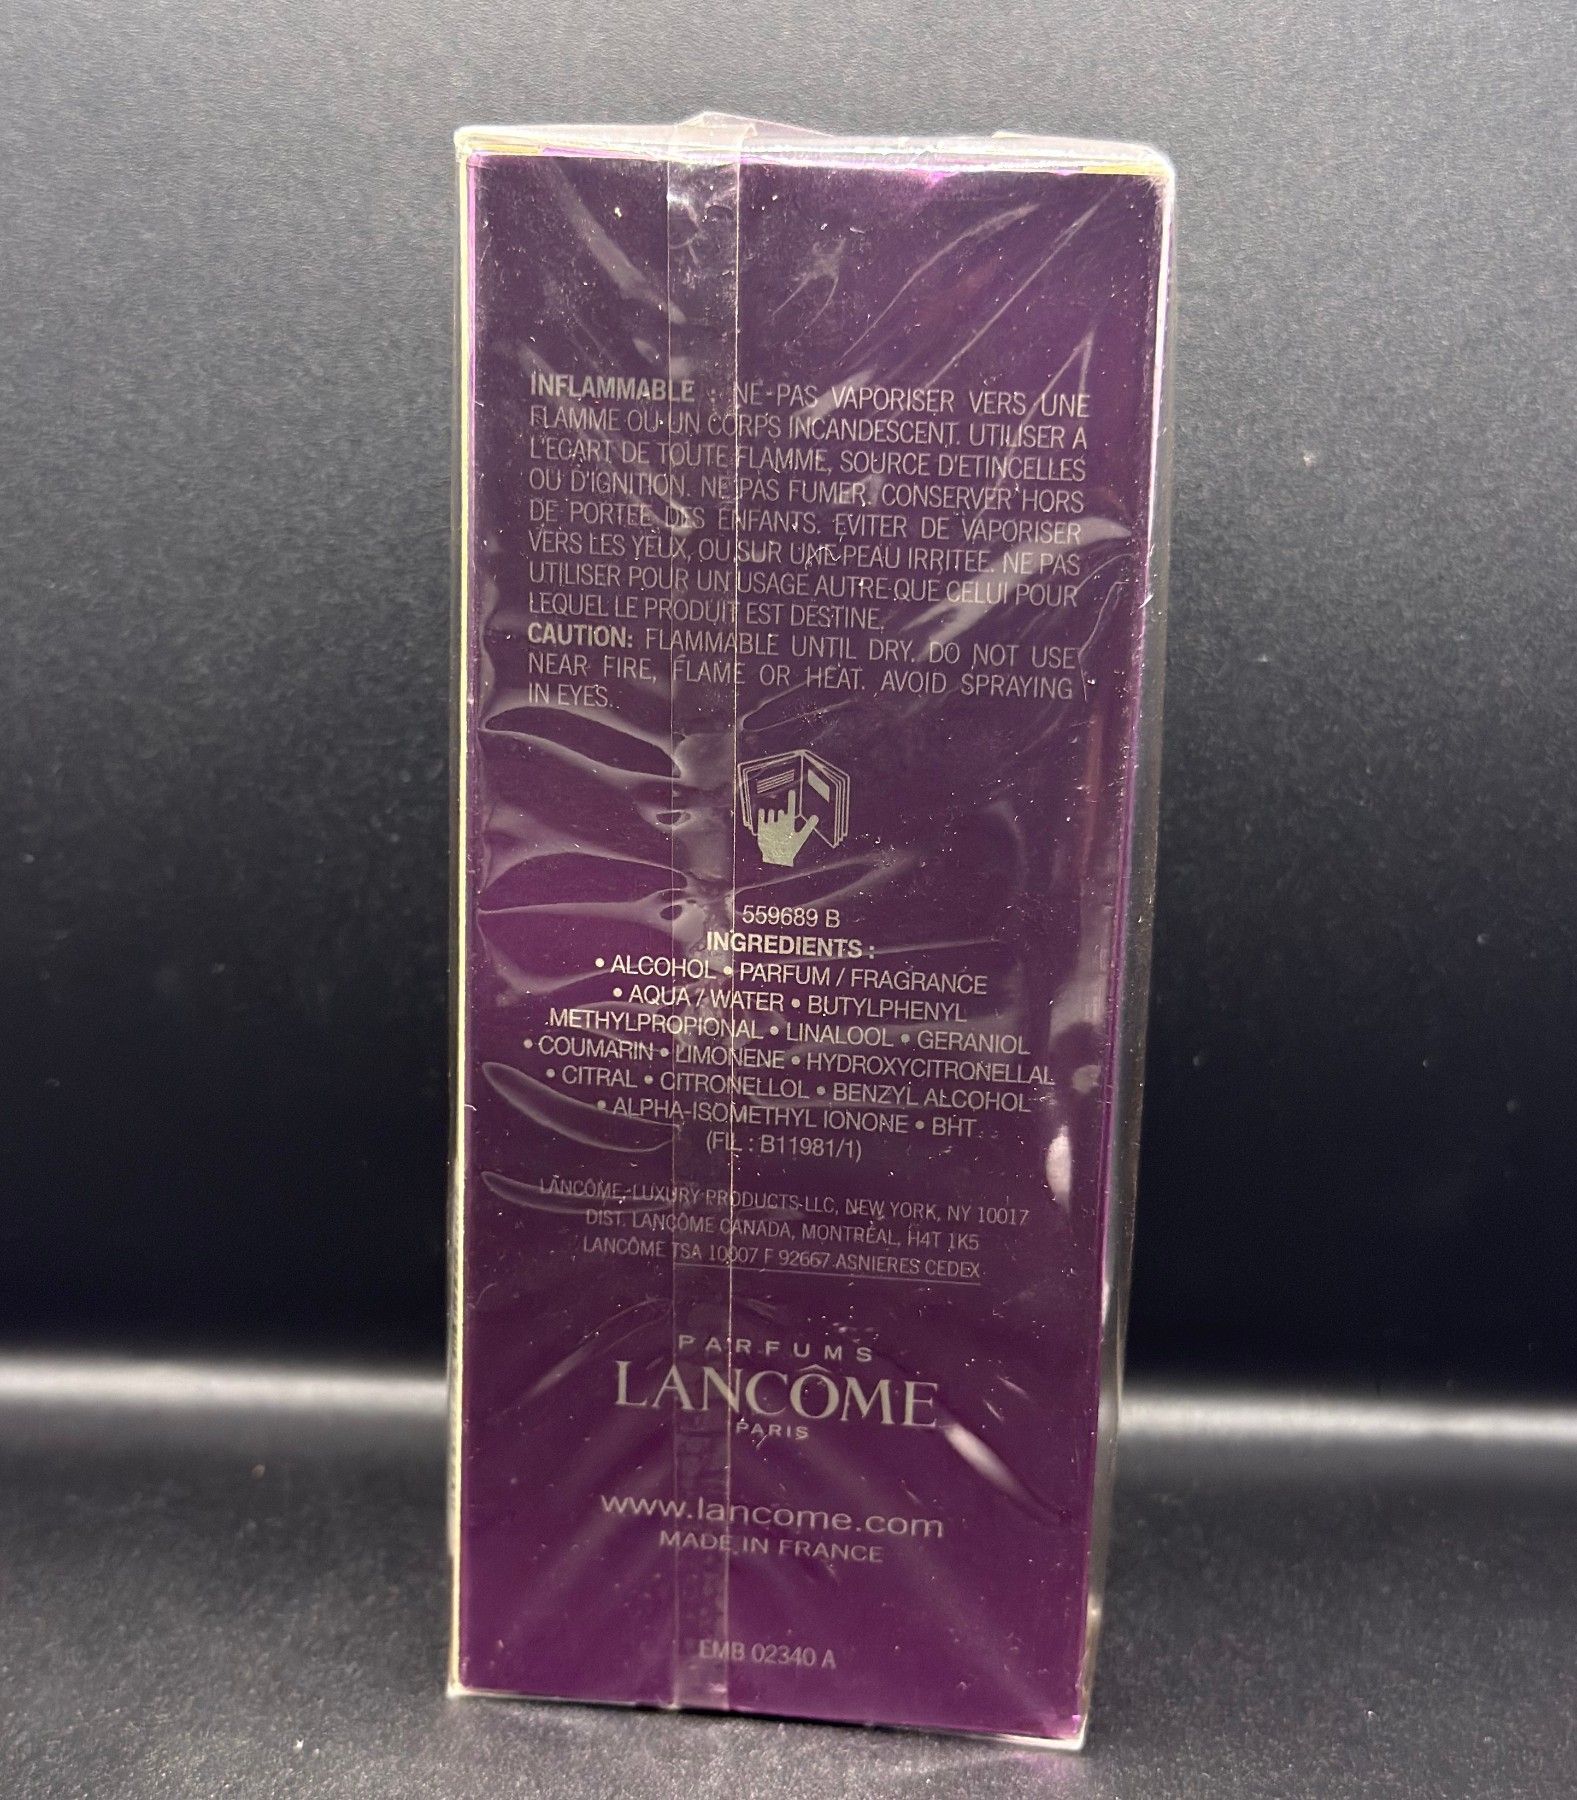 INFLAMMABLE : NE PAS VAPORISER VERS UNE
FLAMME OU UN CORPS INCANDESCENT. UTILISER A
L'ECART DE TOUTE FLAMME, SOURCE D'ETINCELLES
OU D'IGNITION. NE PAS FUMER. CONSERVER HORS
DE PORTEE DES ENFANTS. EVITER DE VAPORISER
VERS LES YEUX, OU SUR UNE PEAU IRRITEE. NE PAS
UTILISER POUR UN USAGE AUTRE QUE CELUI POUR
LEQUEL LE PRODUIT EST DESTINE.
CAUTION: FLAMMABLE UNTIL DRY. DO NOT USE
NEAR FIRE, FLAME OR HEAT. AVOID SPRAYING
IN EYES.
559689 B
INGREDIENTS :
• ALCOHOL • PARFUM / FRAGRANCE
• AQUA / WATER • BUTYLPHENYL
METHYLPROPIONAL • LINALOOL • GERANIOL
• COUMARIN • LIMONENE • HYDROXYCITRONELLAL
• CITRAL • CITRONELLOL • BENZYL ALCOHOL
• ALPHA-ISOMETHYL IONONE • BHT
(FIL : B11981/1)
LANCÔME, LUXURY PRODUCTS LLC, NEW YORK, NY 10017
DIST. LANCÔME CANADA, MONTRÉAL, H4T 1K5
LANCÔME TSA 10007 F 92667 ASNIERES CEDEX
PARFUMS
LANCÔME
PARIS
www.lancome.com
MADE IN FRANCE
EMB 02340 A